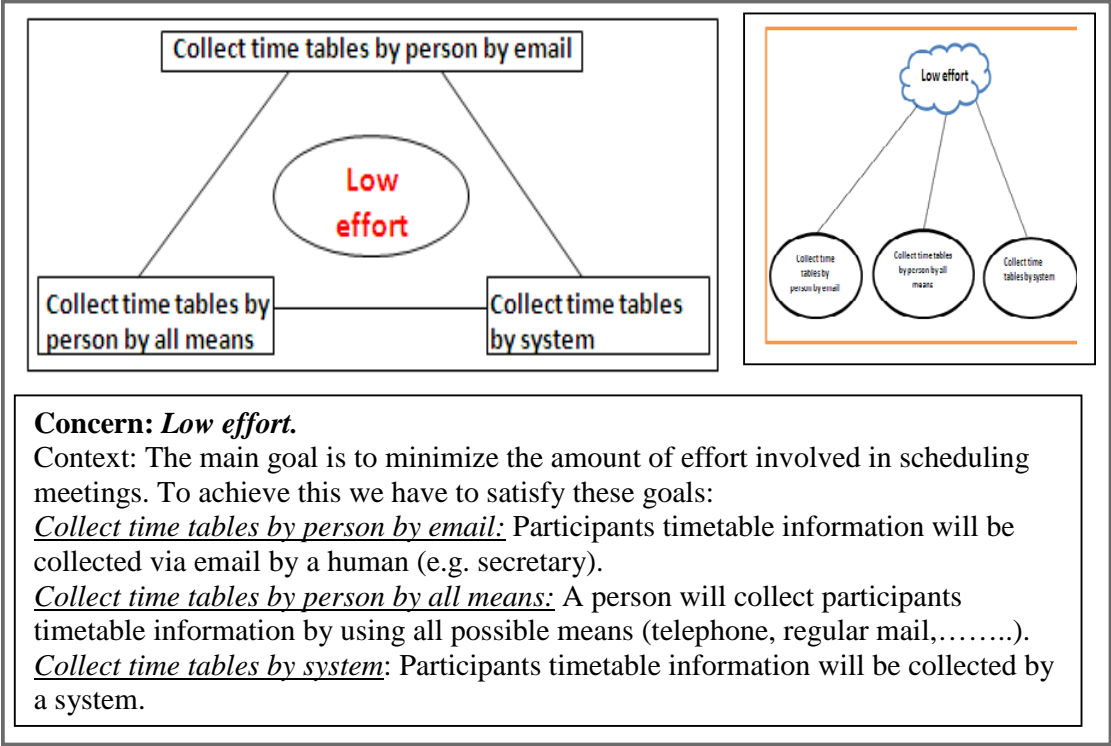 Collect time tables by person by email
Low
effort
Collect time tables by
person by all means
Collect time tables
by system
Low effort
Collect time
tables by
person by email
Collect time tables
by person by all
means
Collect time
tables by system
Concern: Low effort.
Context: The main goal is to minimize the amount of effort involved in scheduling
meetings. To achieve this we have to satisfy these goals:
Collect time tables by person by email: Participants timetable information will be
collected via email by a human (e.g. secretary).
Collect time tables by person by all means: A person will collect participants
timetable information by using all possible means (telephone, regular mail,……..).
Collect time tables by system: Participants timetable information will be collected by
a system.